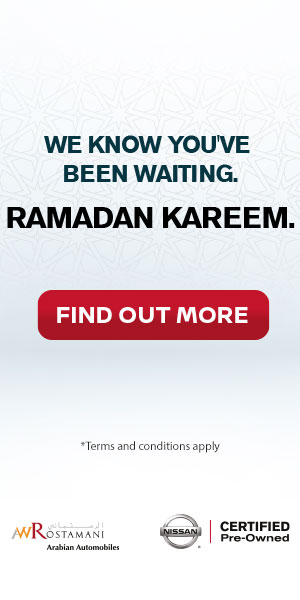 WE KNOW YOU'VE
BEEN WAITING.
RAMADAN KAREEM.
FIND OUT MORE
*Terms and conditions apply
الرستماني
AWROSTAMANI
Arabian Automobiles
NISSAN
®
CERTIFIED
Pre-Owned